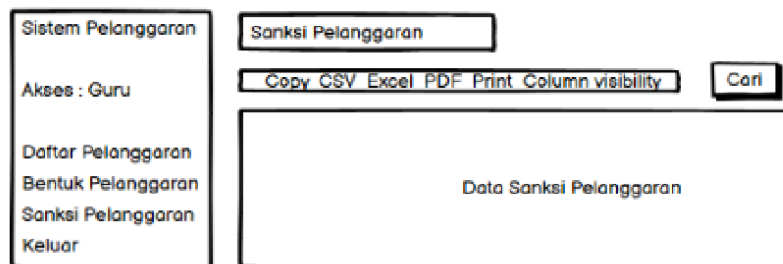 Sistem Pelanggaran
Akses : Guru
Daftar Pelanggaran
Bentuk Pelanggaran
Sanksi Pelanggaran
Keluar
Sanksi Pelanggaran
Copy CSV Excel PDF Print Column visibility
Cari
Data Sanksi Pelanggaran